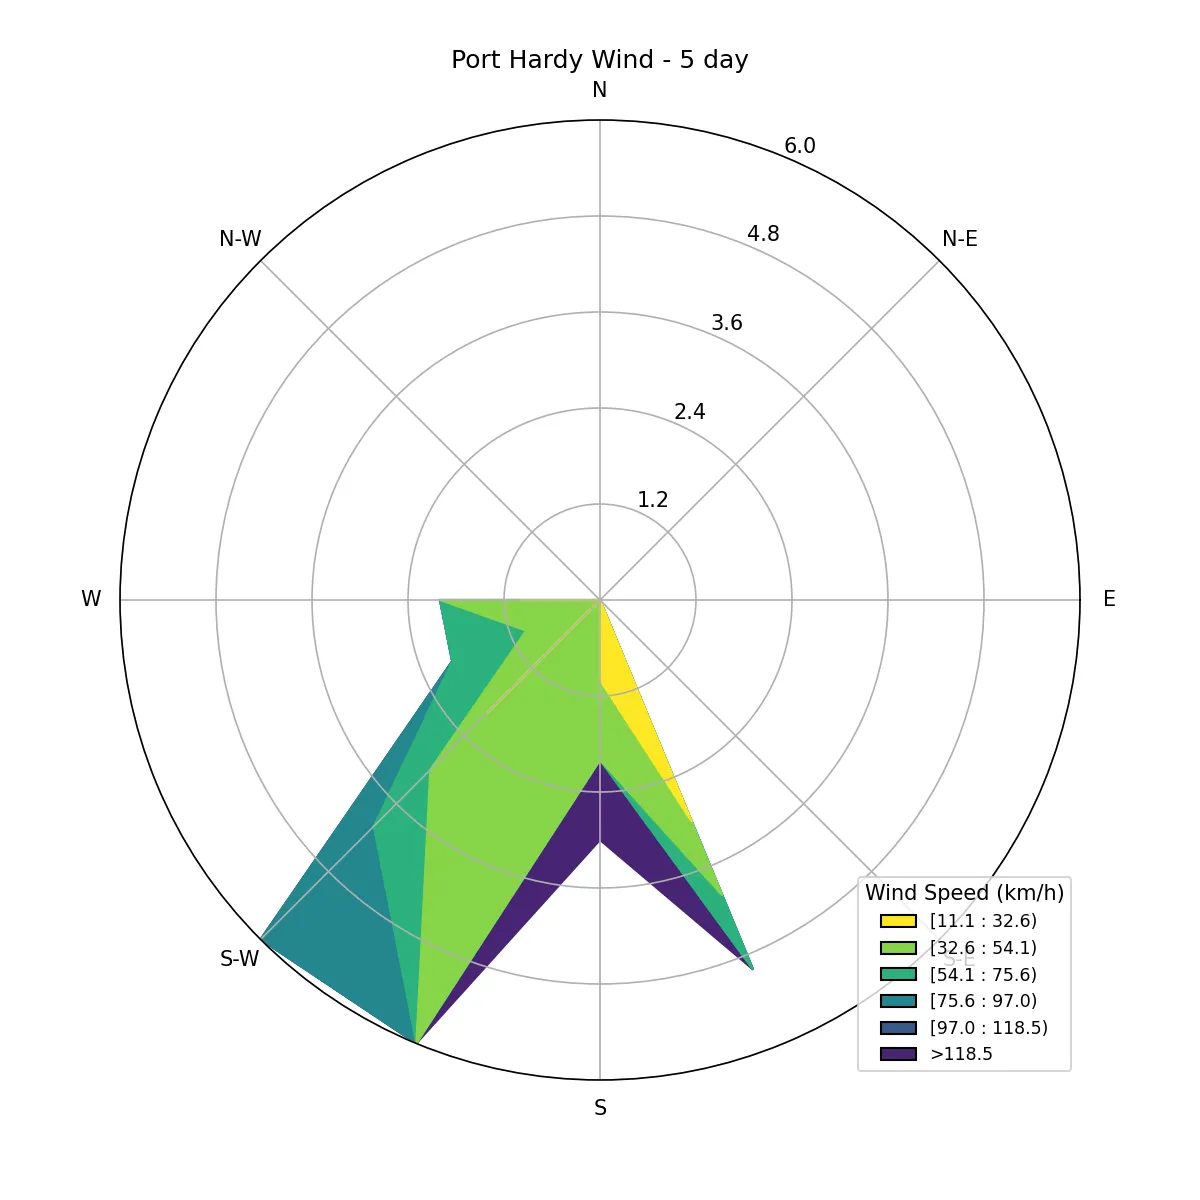 Port Hardy Wind - 5 day
N
6.0
N-W
N-E
4.8
3.6
2.4
1.2
W
E
S-W
S-E
S
Wind Speed (km/h)
[11.1 : 32.6)
[32.6 : 54.1)
[54.1 : 75.6)
[75.6 : 97.0)
[97.0 : 118.5)
>118.5